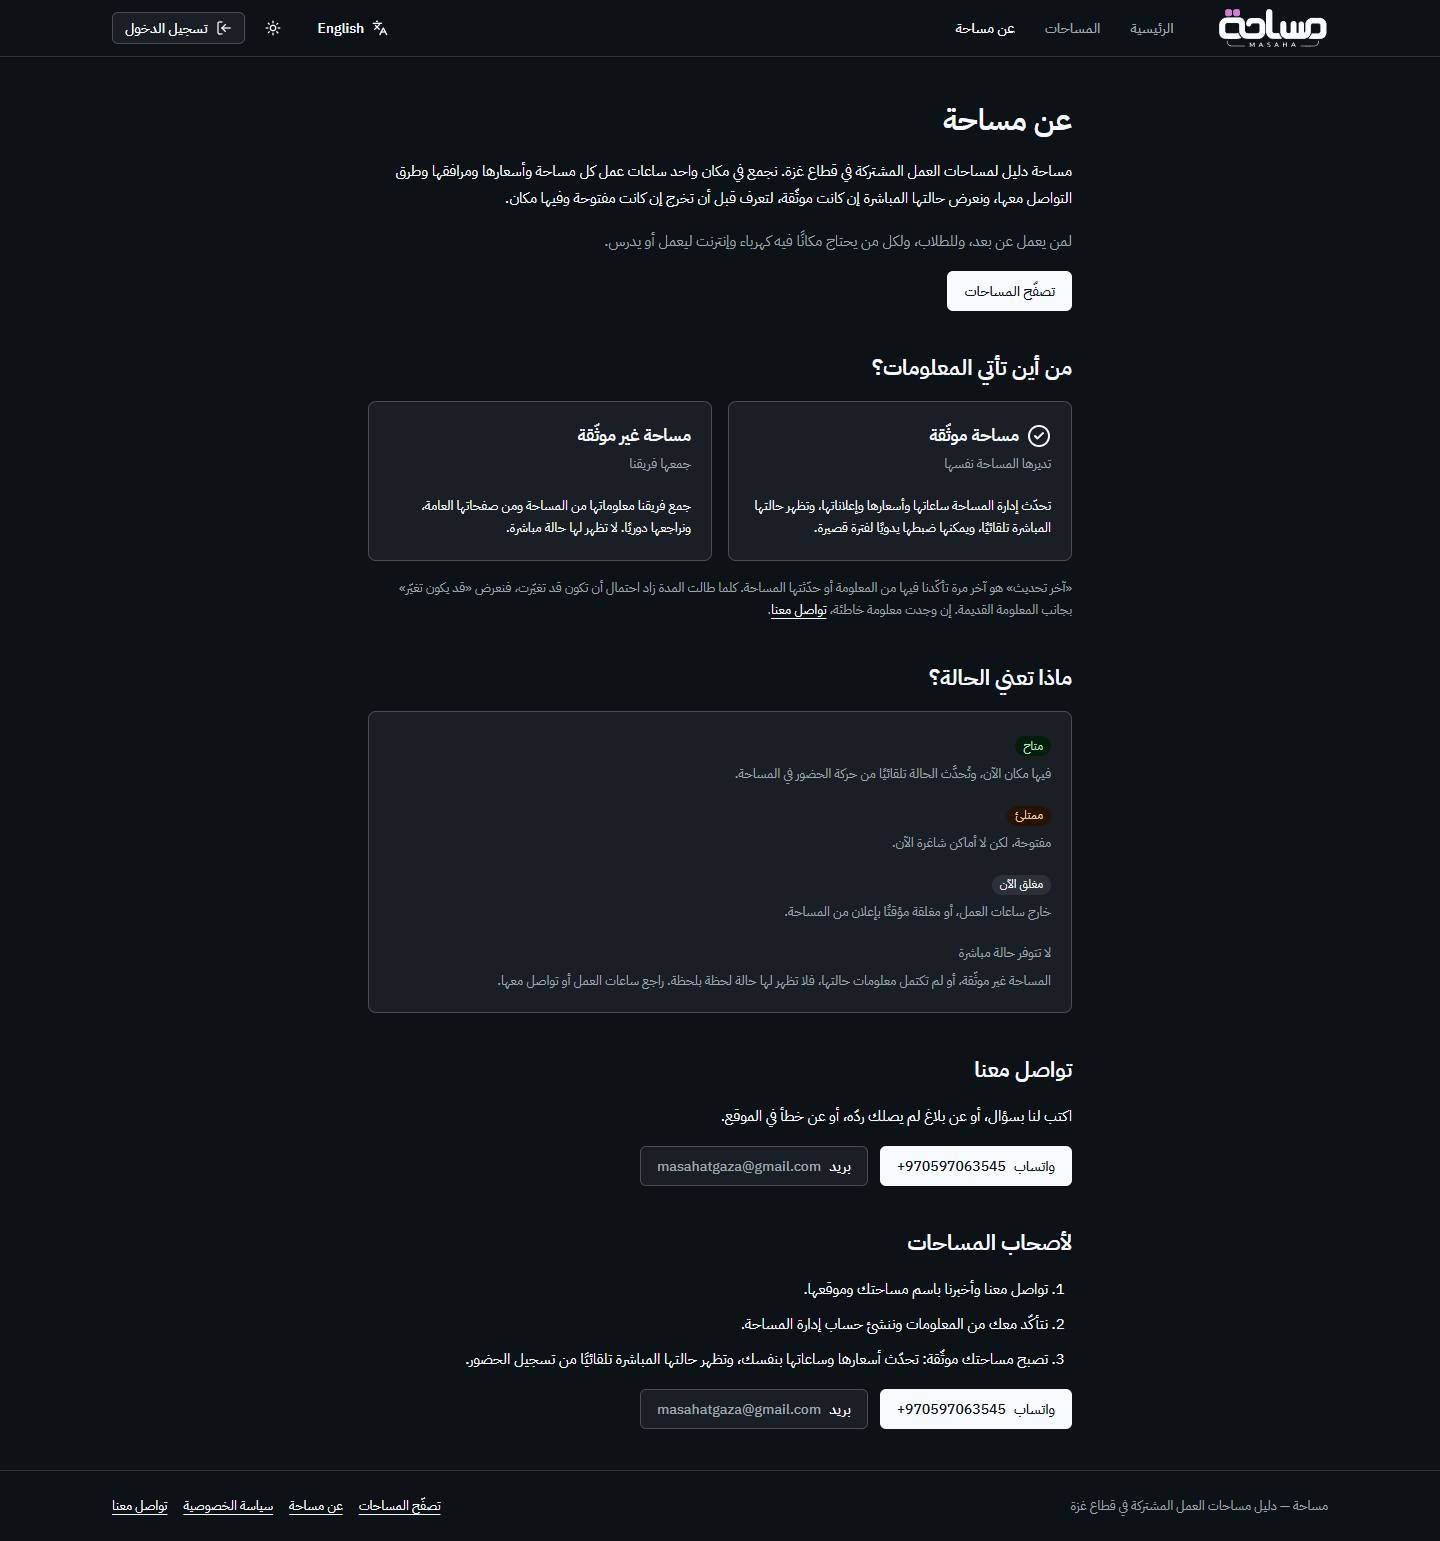 مساحة
MASAHA
الرئيسية
المساحات
عن مساحة
English
تسجيل الدخول
عن مساحة
مساحة دليل لمساحات العمل المشتركة في قطاع غزة. نجمع في مكان واحد ساعات عمل كل مساحة وأسعارها ومرافقها وطرق
التواصل معها، ونعرض حالتها المباشرة إن كانت موثّقة، لتعرف قبل أن تخرج إن كانت مفتوحة وفيها مكان.
لمن يعمل عن بعد، وللطلاب، ولكل من يحتاج مكانًا فيه كهرباء وإنترنت ليعمل أو يدرس.
تصفّح المساحات
من أين تأتي المعلومات؟
مساحة موثّقة
تديرها المساحة نفسها
تحدّث إدارة المساحة ساعاتها وأسعارها وإعلاناتها، وتظهر حالتها
المباشرة تلقائيًا، ويمكنها ضبطها يدويًا لفترة قصيرة.
مساحة غير موثّقة
جمعها فريقنا
جمع فريقنا معلوماتها من المساحة ومن صفحاتها العامة،
ونراجعها دوريًا. لا تظهر لها حالة مباشرة.
«آخر تحديث» هو آخر مرة تأكّدنا فيها من المعلومة أو حدّثتها المساحة. كلما طالت المدة زاد احتمال أن تكون قد تغيّرت، فنعرض «قد يكون تغيّر»
بجانب المعلومة القديمة. إن وجدت معلومة خاطئة، تواصل معنا.
ماذا تعني الحالة؟
متاح
فيها مكان الآن، وتُحدَّث الحالة تلقائيًا من حركة الحضور في المساحة.
ممتلئ
مفتوحة، لكن لا أماكن شاغرة الآن.
مغلق الآن
خارج ساعات العمل، أو مغلقة مؤقتًا بإعلان من المساحة.
لا تتوفر حالة مباشرة
المساحة غير موثّقة، أو لم تكتمل معلومات حالتها، فلا تظهر لها حالة لحظة بلحظة. راجع ساعات العمل أو تواصل معها.
تواصل معنا
اكتب لنا بسؤال، أو عن بلاغ لم يصلك ردّه، أو عن خطأ في الموقع.
واتساب +970597063545
بريد masahatgaza@gmail.com
لأصحاب المساحات
1. تواصل معنا وأخبرنا باسم مساحتك وموقعها.
2. نتأكّد معك من المعلومات وننشئ حساب إدارة المساحة.
3. تصبح مساحتك موثّقة: تحدّث أسعارها وساعاتها بنفسك، وتظهر حالتها المباشرة تلقائيًا من تسجيل الحضور.
واتساب +970597063545
بريد masahatgaza@gmail.com
مساحة — دليل مساحات العمل المشتركة في قطاع غزة
تصفّح المساحات
عن مساحة
سياسة الخصوصية
تواصل معنا